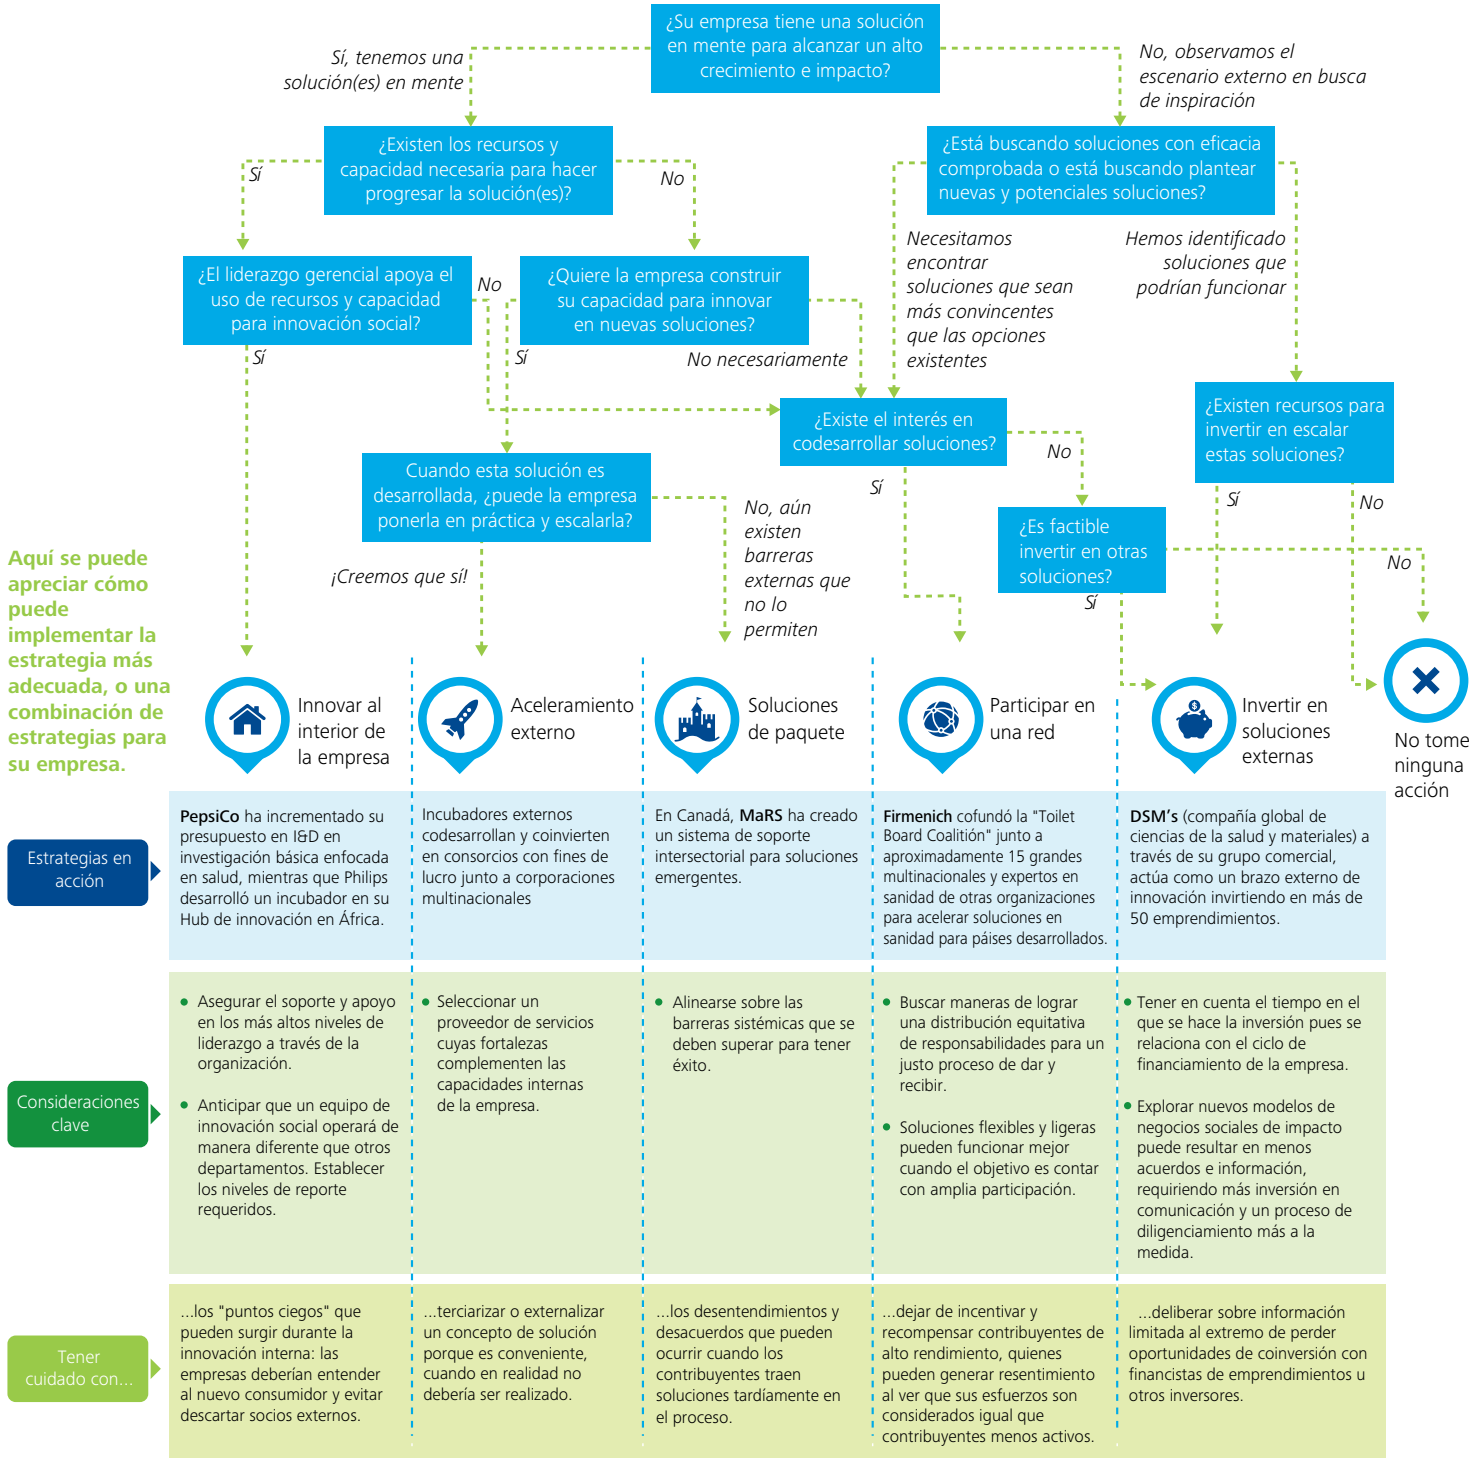 ¿Su empresa tiene una solución
en mente para alcanzar un alto
crecimiento e impacto?
Sí, tenemos una
solución(es) en mente
No, observamos el
escenario externo en busca
de inspiración
¿Existen los recursos y
capacidad necesaria para hacer
progresar la solución(es)?
¿Está buscando soluciones con eficacia
comprobada o está buscando plantear
nuevas y potenciales soluciones?
Sí
No
Necesitamos
encontrar
soluciones que sean
más convincentes
que las opciones
existentes
Hemos identificado
soluciones que
podrían funcionar
¿El liderazgo gerencial apoya el
uso de recursos y capacidad
para innovación social?
No
¿Quiere la empresa construir
su capacidad para innovar
en nuevas soluciones?
Sí
Sí
No necesariamente
¿Existe el interés en
codesarrollar soluciones?
¿Existen recursos para
invertir en escalar
estas soluciones?
No
Sí
Cuando esta solución es
desarrollada, ¿puede la empresa
ponerla en práctica y escalarla?
No, aún
existen
barreras
externas que
no lo
permiten
¡Creemos que sí!
¿Es factible
invertir en otras
soluciones?
Sí
No
Sí
No
Aquí se puede
apreciar cómo
puede
implementar la
estrategia más
adecuada, o una
combinación de
estrategias para
su empresa.
Innovar al
interior de
la empresa
Aceleramiento
externo
Soluciones
de paquete
Participar en
una red
$
Invertir en
soluciones
externas
No tome
ninguna
acción
Estrategias en
acción
PepsiCo ha incrementado su
presupuesto en I&D en
investigación básica enfocada
en salud, mientras que Philips
desarrolló un incubador en su
Hub de innovación en África.
Incubadores externos
codesarrollan y coinvierten
en consorcios con fines de
lucro junto a corporaciones
multinacionales
En Canadá, MaRS ha creado
un sistema de soporte
intersectorial para soluciones
emergentes.
Firmenich cofundó la "Toilet
Board Coalitión" junto a
aproximadamente 15 grandes
multinacionales y expertos en
sanidad de otras organizaciones
para acelerar soluciones en
sanidad para páises desarrollados.
DSM's (compañía global de
ciencias de la salud y materiales) a
través de su grupo comercial,
actúa como un brazo externo de
innovación invirtiendo en más de
50 emprendimientos.
Consideraciones
clave
• Asegurar el soporte y apoyo
en los más altos niveles de
liderazgo a través de la
organización.
• Anticipar que un equipo de
innovación social operará de
manera diferente que otros
departamentos. Establecer
los niveles de reporte
requeridos.
• Seleccionar un
proveedor de servicios
cuyas fortalezas
complementen las
capacidades internas
de la empresa.
• Alinearse sobre las
barreras sistémicas que se
deben superar para tener
éxito.
• Buscar maneras de lograr
una distribución equitativa
de responsabilidades para un
justo proceso de dar y
recibir.
• Soluciones flexibles y ligeras
pueden funcionar mejor
cuando el objetivo es contar
con amplia participación.
• Tener en cuenta el tiempo en el
que se hace la inversión pues se
relaciona con el ciclo de
financiamiento de la empresa.
• Explorar nuevos modelos de
negocios sociales de impacto
puede resultar en menos
acuerdos e información,
requiriendo más inversión en
comunicación y un proceso de
diligenciamiento más a la
medida.
Tener
cuidado con...
...los "puntos ciegos" que
pueden surgir durante la
innovación interna: las
empresas deberían entender
al nuevo consumidor y evitar
descartar socios externos.
...terciarizar o externalizar
un concepto de solución
porque es conveniente,
cuando en realidad no
debería ser realizado.
...los desentendimientos y
desacuerdos que pueden
ocurrir cuando los
contribuyentes traen
soluciones tardíamente en
el proceso.
...dejar de incentivar y
recompensar contribuyentes de
alto rendimiento, quienes
pueden generar resentimiento
al ver que sus esfuerzos son
considerados igual que
contribuyentes menos activos.
...deliberar sobre información
limitada al extremo de perder
oportunidades de coinversión con
financistas de emprendimientos u
otros inversores.